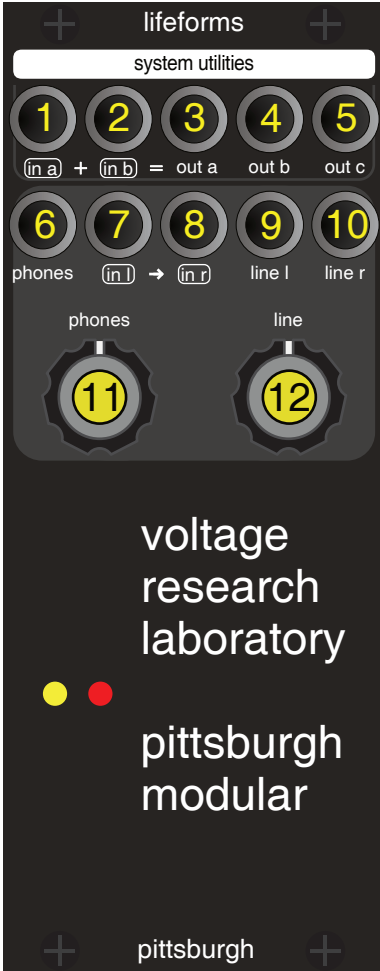 lifeforms
system utilities
1 2 3 4 5
in a + in b = out a out b out c
6 7 8 9 10
phones in l → in r line l line r
phones line
11 12
voltage
research
laboratory
pittsburgh
modular
pittsburgh